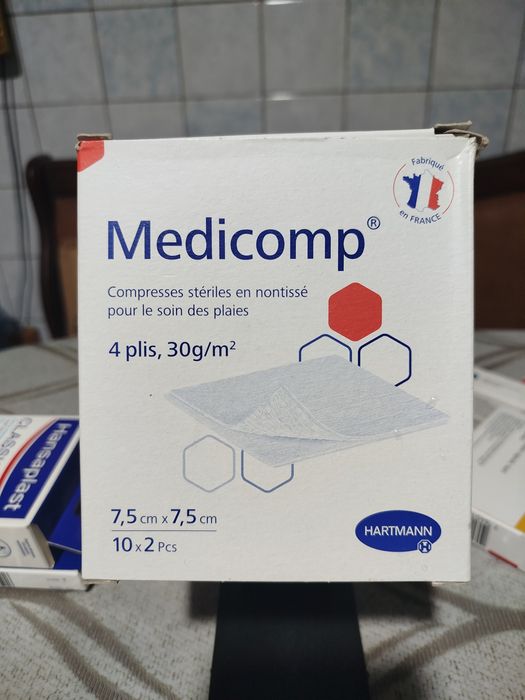 Fabriqué
en FRANCE
Medicomp®
Compresses stériles en nontissé
pour le soin des plaies
4 plis, 30g/m²
7,5 cm x 7,5 cm
10 x 2 Pcs
HARTMANN
Hansaplast